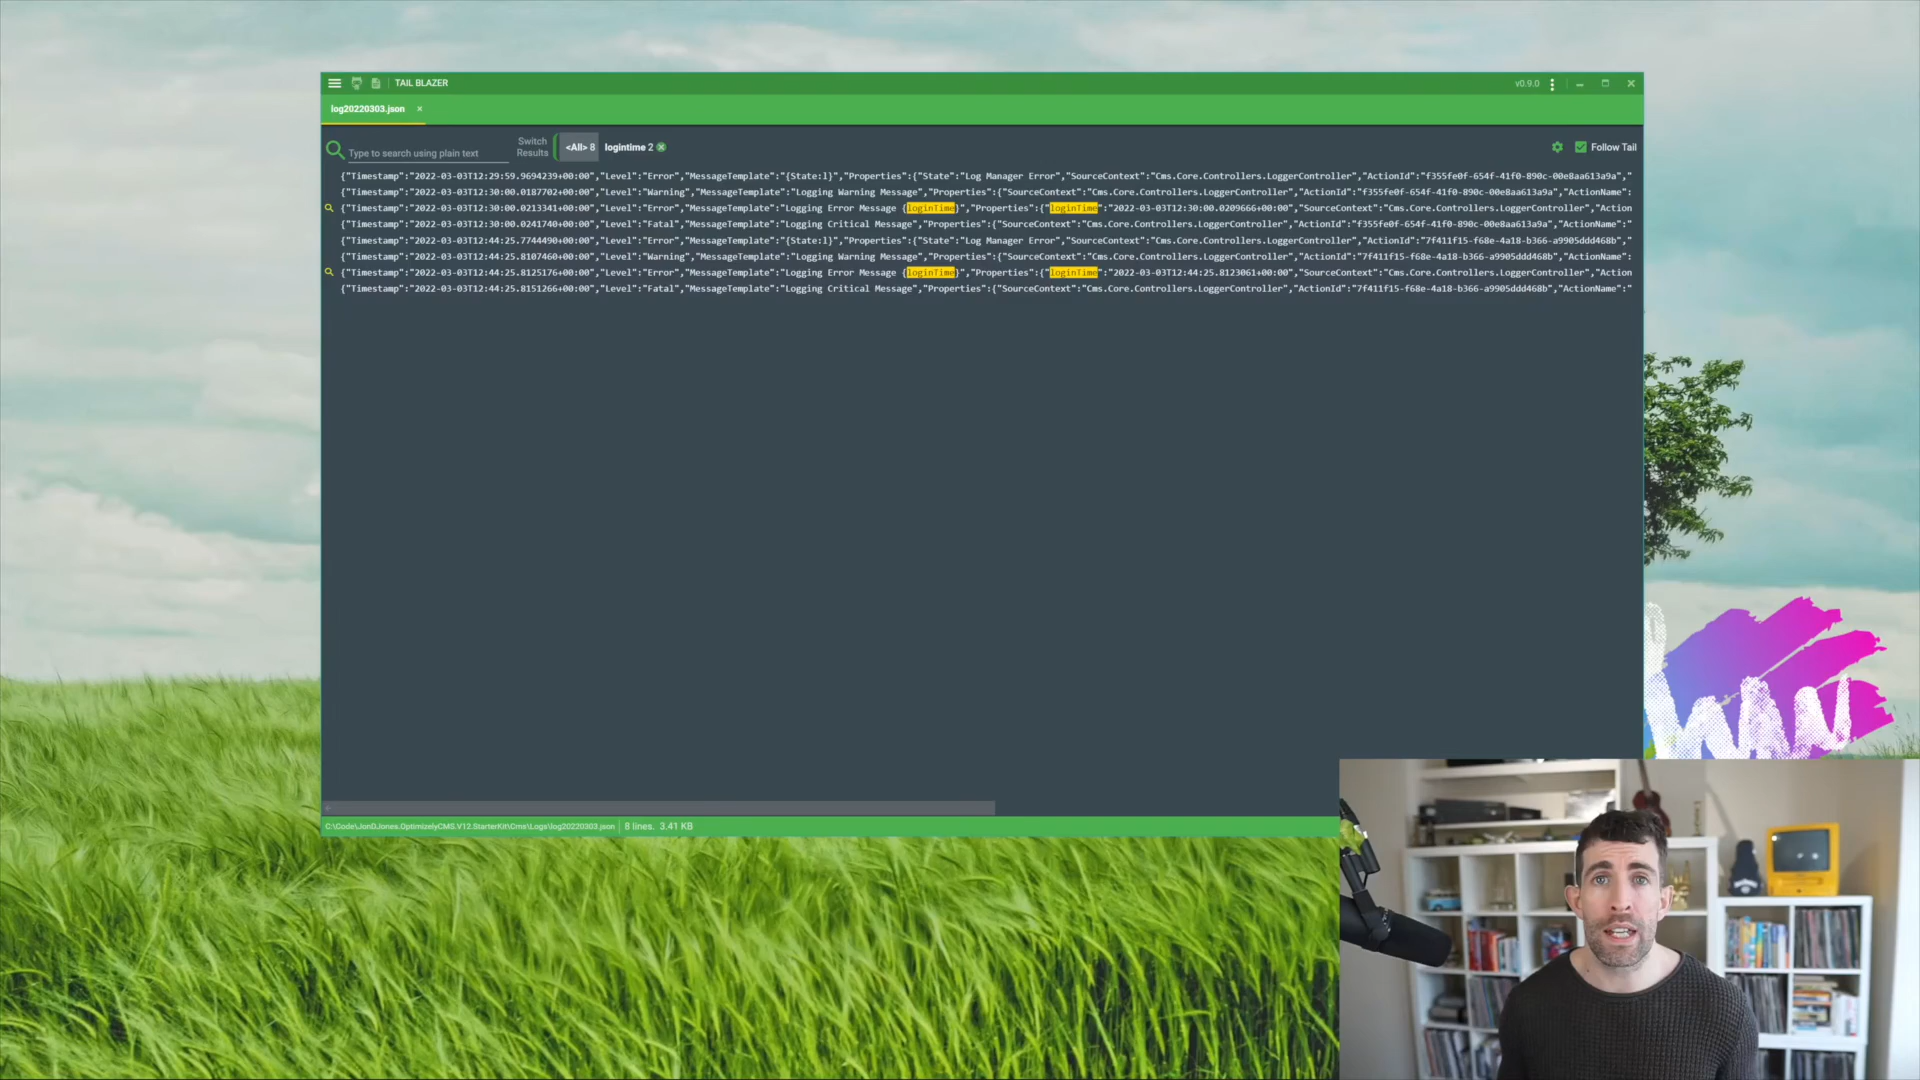 TAIL BLAZER
v0.9.0
log20220303.json
Type to search using plain text
Switch Results
<All> 8
logintime 2
Follow Tail
{"Timestamp":"2022-03-03T12:29:59.9694239+00:00","Level":"Error","MessageTemplate":"{State:l}","Properties":{"State":"Log Manager Error","SourceContext":"Cms.Core.Controllers.LoggerController","ActionId":"f355fe0f-654f-41f0-890c-00e8aa613a9a","
{"Timestamp":"2022-03-03T12:30:00.0187702+00:00","Level":"Warning","MessageTemplate":"Logging Warning Message","Properties":{"SourceContext":"Cms.Core.Controllers.LoggerController","ActionId":"f355fe0f-654f-41f0-890c-00e8aa613a9a","ActionName":
{"Timestamp":"2022-03-03T12:30:00.0213341+00:00","Level":"Error","MessageTemplate":"Logging Error Message {loginTime}","Properties":{"loginTime":"2022-03-03T12:30:00.0209666+00:00","SourceContext":"Cms.Core.Controllers.LoggerController","Action
{"Timestamp":"2022-03-03T12:30:00.0241740+00:00","Level":"Fatal","MessageTemplate":"Logging Critical Message","Properties":{"SourceContext":"Cms.Core.Controllers.LoggerController","ActionId":"f355fe0f-654f-41f0-890c-00e8aa613a9a","ActionName":"
{"Timestamp":"2022-03-03T12:44:25.7744490+00:00","Level":"Error","MessageTemplate":"{State:l}","Properties":{"State":"Log Manager Error","SourceContext":"Cms.Core.Controllers.LoggerController","ActionId":"7f411f15-f68e-4a18-b366-a9905ddd468b","
{"Timestamp":"2022-03-03T12:44:25.8107460+00:00","Level":"Warning","MessageTemplate":"Logging Warning Message","Properties":{"SourceContext":"Cms.Core.Controllers.LoggerController","ActionId":"7f411f15-f68e-4a18-b366-a9905ddd468b","ActionName":
{"Timestamp":"2022-03-03T12:44:25.8125176+00:00","Level":"Error","MessageTemplate":"Logging Error Message {loginTime}","Properties":{"loginTime":"2022-03-03T12:44:25.8123061+00:00","SourceContext":"Cms.Core.Controllers.LoggerController","Action
{"Timestamp":"2022-03-03T12:44:25.8151266+00:00","Level":"Fatal","MessageTemplate":"Logging Critical Message","Properties":{"SourceContext":"Cms.Core.Controllers.LoggerController","ActionId":"7f411f15-f68e-4a18-b366-a9905ddd468b","ActionName":"
C:\Code\JonDJones.OptimizelyCMS.V12.StarterKit\Cms\Logs\log20220303.json
8 lines. 3.41 KB